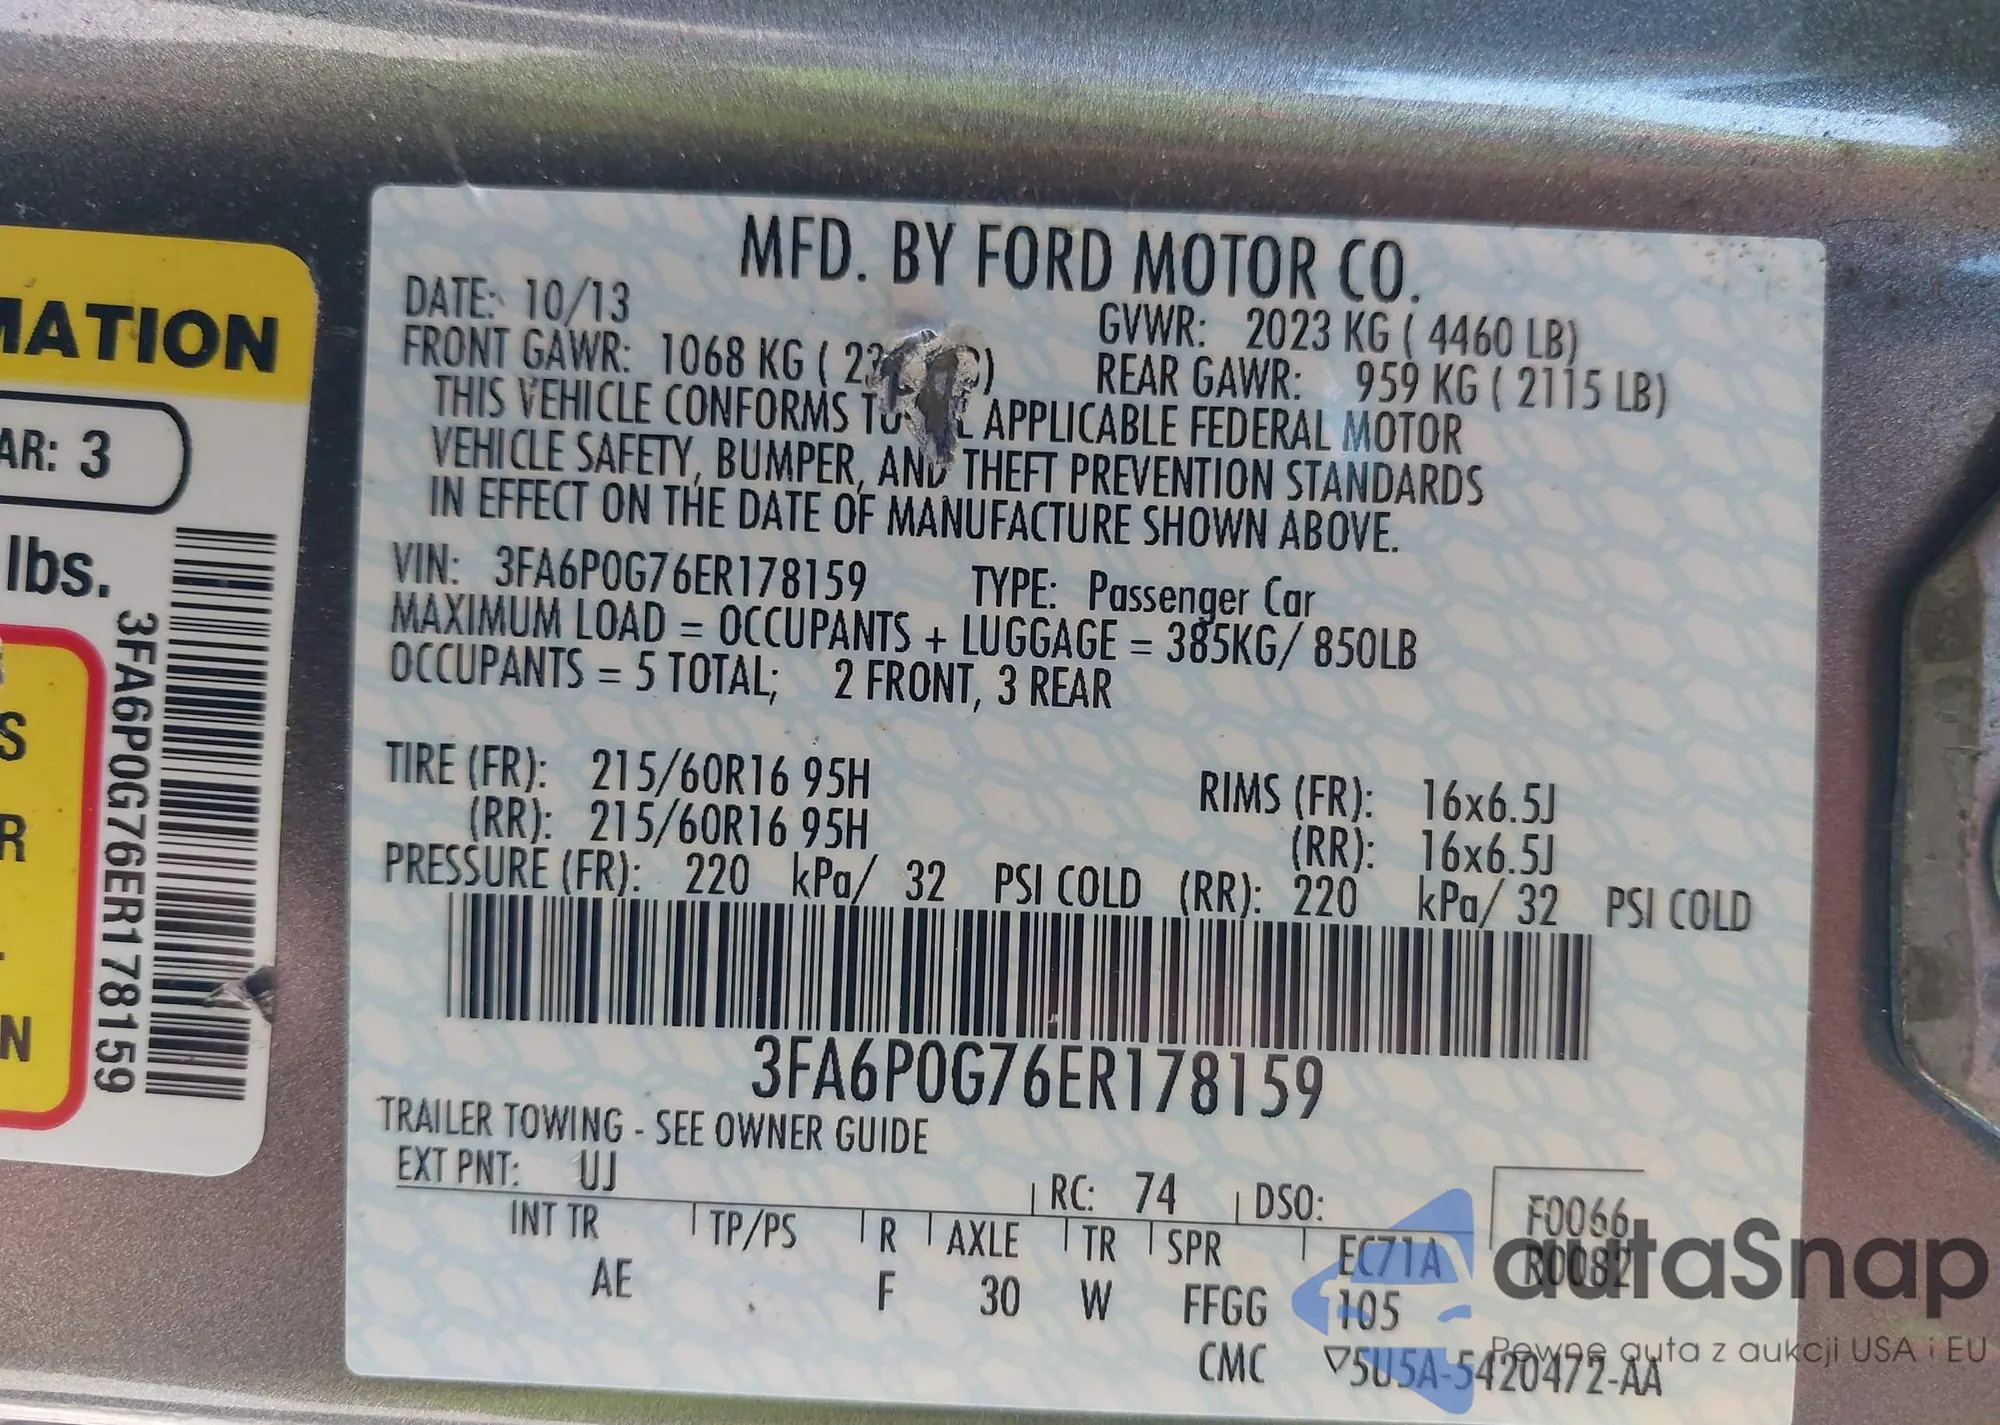 MATION
AR: 3
lbs.
S
R
N
3FA6P0G76ER178159
MFD. BY FORD MOTOR CO.
DATE: 10/13
GVWR: 2023 KG ( 4460 LB)
FRONT GAWR: 1068 KG ( 23 )
REAR GAWR: 959 KG ( 2115 LB)
THIS VEHICLE CONFORMS APPLICABLE FEDERAL MOTOR
VEHICLE SAFETY, BUMPER, AND THEFT PREVENTION STANDARDS
IN EFFECT ON THE DATE OF MANUFACTURE SHOWN ABOVE.
VIN: 3FA6P0G76ER178159 TYPE: Passenger Car
MAXIMUM LOAD = OCCUPANTS + LUGGAGE = 385KG/ 850LB
OCCUPANTS = 5 TOTAL; 2 FRONT, 3 REAR
TIRE (FR): 215/60R16 95H RIMS (FR): 16x6.5J
(RR): 215/60R16 95H (RR): 16x6.5J
PRESSURE (FR): 220 kPa/ 32 PSI COLD (RR): 220 kPa/ 32 PSI COLD
3FA6P0G76ER178159
TRAILER TOWING - SEE OWNER GUIDE
EXT PNT: UJ RC: 74 DSO: F0066
INT TR TP/PS R AXLE TR SPR EC71A R0082
AE F 30 W FFGG 105
CMC ▽5U5A-5420472-AA
autaSnap
Pewne auta z aukcji USA i EU